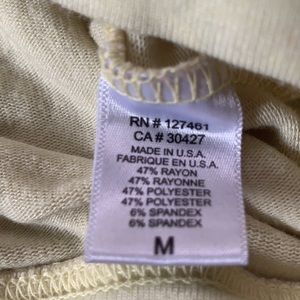 RN # 127461
CA # 30427
MADE IN U.S.A.
FABRIQUE EN U.S.A.
47% RAYON
47% RAYONNE
47% POLYESTER
47% POLYESTER
6% SPANDEX
6% SPANDEX
M